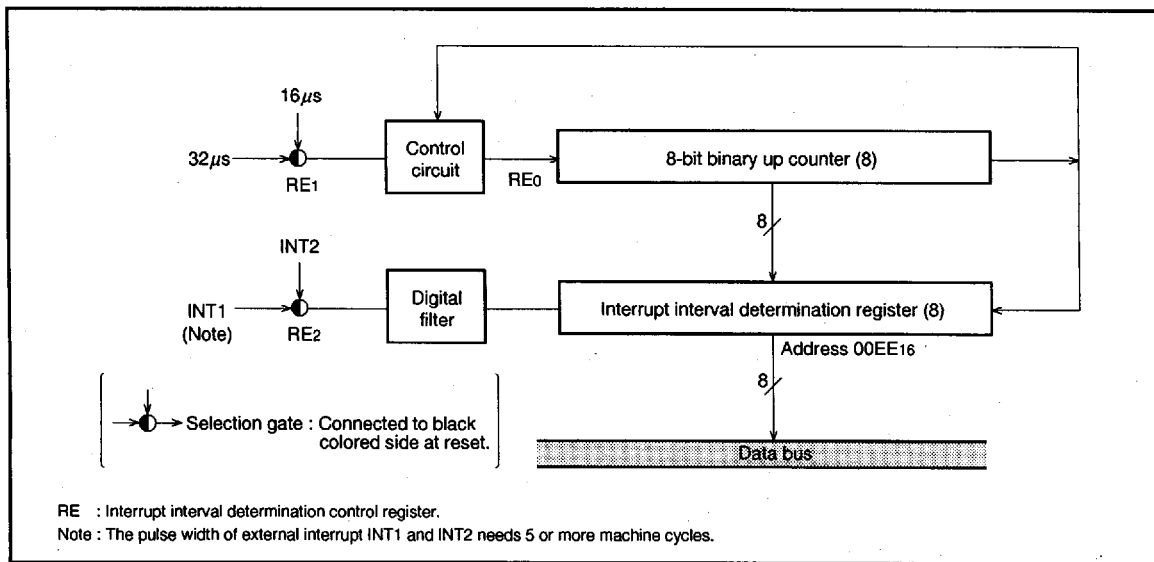 16μs
32μs
RE1
Control
circuit
RE0
8-bit binary up counter (8)
8
INT2
INT1
(Note)
RE2
Digital
filter
Interrupt interval determination register (8)
Address 00EE16
8
Selection gate : Connected to black
colored side at reset.
Data bus
RE : Interrupt interval determination control register.
Note : The pulse width of external interrupt INT1 and INT2 needs 5 or more machine cycles.